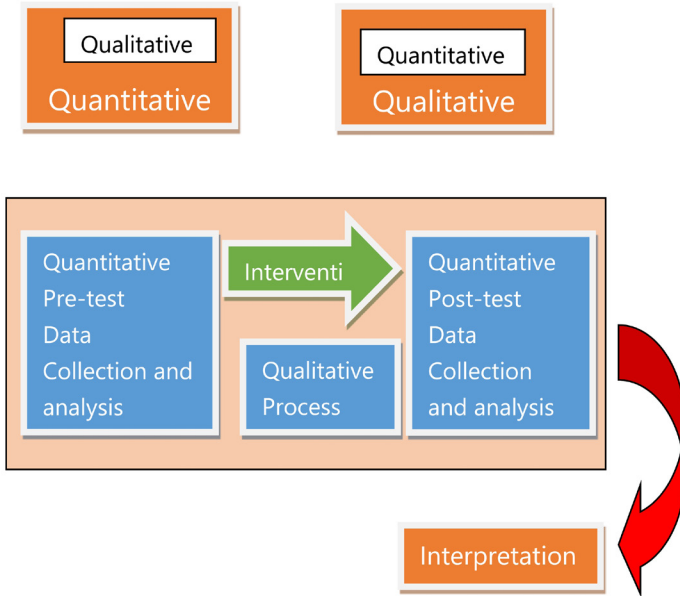 Qualitative
Quantitative
Quantitative
Qualitative
Quantitative
Pre-test
Data
Collection and
analysis
Interventi
Qualitative
Process
Quantitative
Post-test
Data
Collection
and analysis
Interpretation